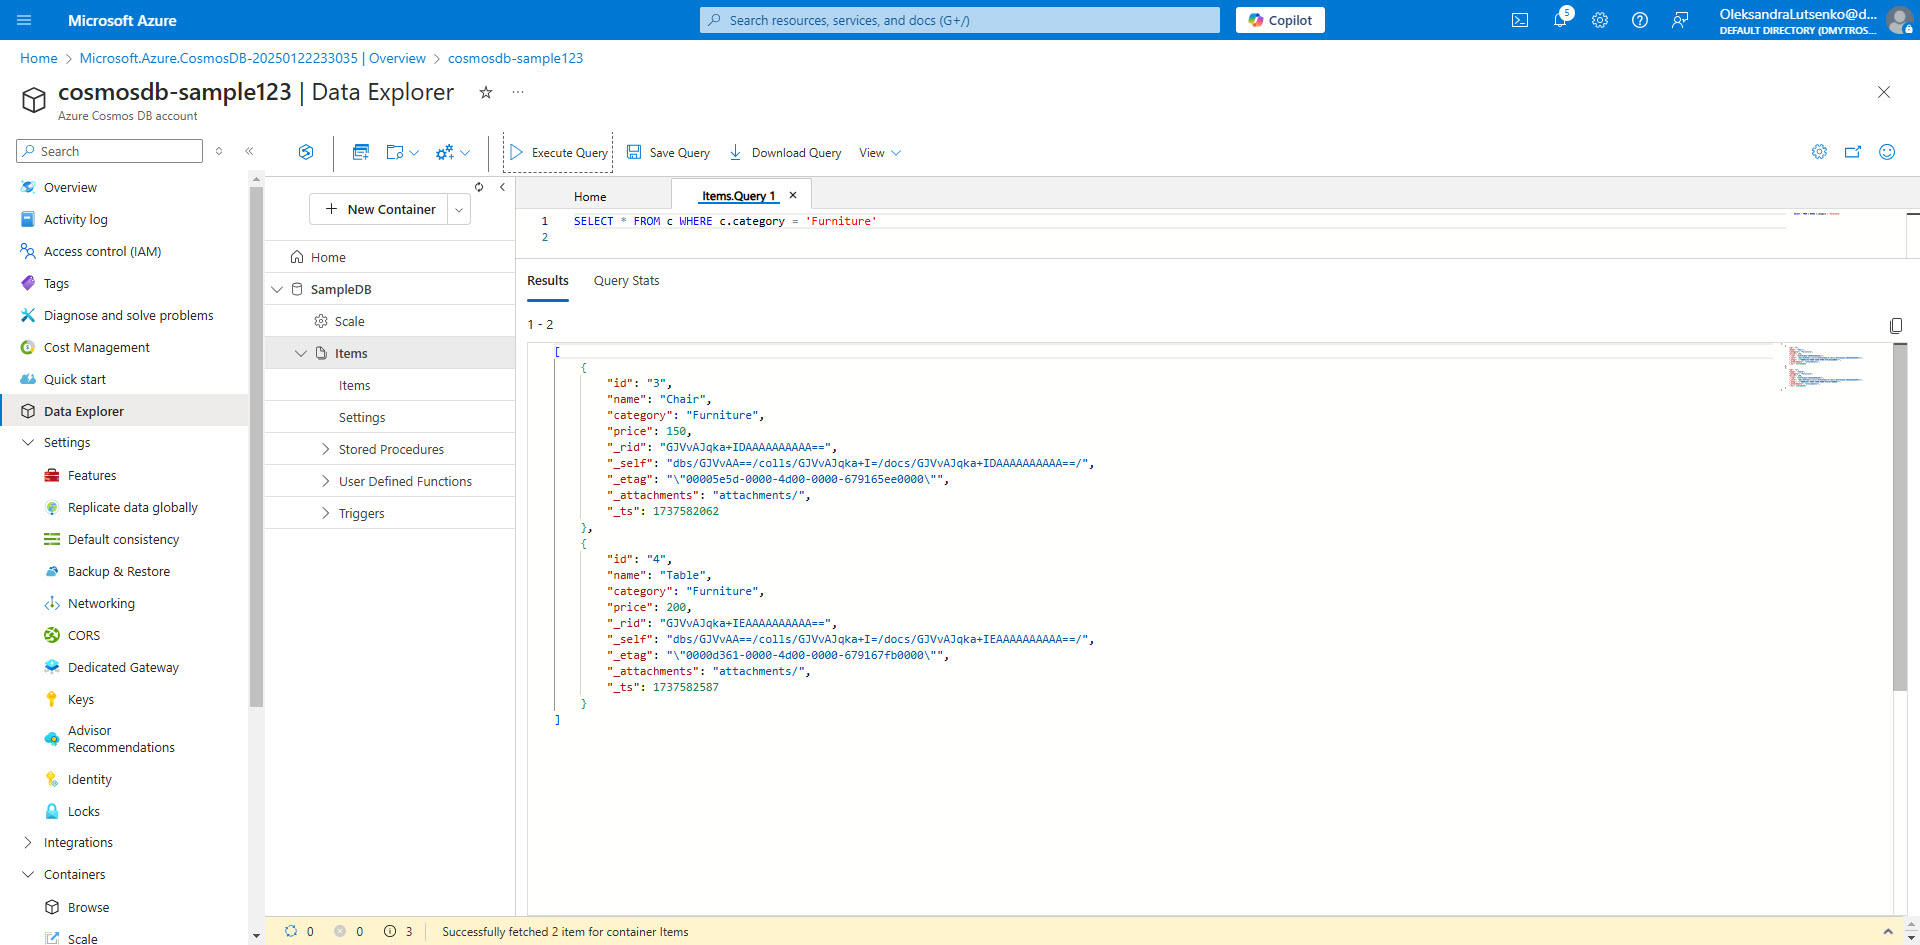 Microsoft Azure
Search resources, services, and docs (G+/)
Copilot
5
OleksandraLutsenko@d...
DEFAULT DIRECTORY (DMYTROS...
Home > Microsoft.Azure.CosmosDB-20250122233035 | Overview > cosmosdb-sample123
cosmosdb-sample123 | Data Explorer
Azure Cosmos DB account
Search
Overview
Activity log
Access control (IAM)
Tags
Diagnose and solve problems
Cost Management
Quick start
Data Explorer
Settings
Features
Replicate data globally
Default consistency
Backup & Restore
Networking
CORS
Dedicated Gateway
Keys
Advisor
Recommendations
Identity
Locks
Integrations
Containers
Browse
Scale
Execute Query
Save Query
Download Query
View
New Container
Home
SampleDB
Scale
Items
Items
Settings
Stored Procedures
User Defined Functions
Triggers
Home
Items.Query 1
1 SELECT * FROM c WHERE c.category = 'Furniture'
2
Results
Query Stats
1 - 2
[
{
"id": "3",
"name": "Chair",
"category": "Furniture",
"price": 150,
"_rid": "GJVvAJqka+IDAAAAAAAAAA==",
"_self": "dbs/GJVvAA==/colls/GJVvAJqka+I=/docs/GJVvAJqka+IDAAAAAAAAAA==/",
"_etag": "\"00005e5d-0000-4d00-0000-679165ee0000\"",
"_attachments": "attachments/",
"_ts": 1737582062
},
{
"id": "4",
"name": "Table",
"category": "Furniture",
"price": 200,
"_rid": "GJVvAJqka+IEAAAAAAAAAA==",
"_self": "dbs/GJVvAA==/colls/GJVvAJqka+I=/docs/GJVvAJqka+IEAAAAAAAAAA==/",
"_etag": "\"0000d361-0000-4d00-0000-679167fb0000\"",
"_attachments": "attachments/",
"_ts": 1737582587
}
]
0 0 3 Successfully fetched 2 item for container Items